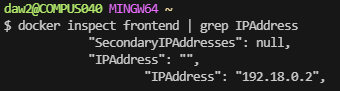 daw2@COMPUS040 MINGW64 ~
$ docker inspect frontend | grep IPAddress
            "SecondaryIPAddresses": null,
            "IPAddress": "",
                    "IPAddress": "192.18.0.2",